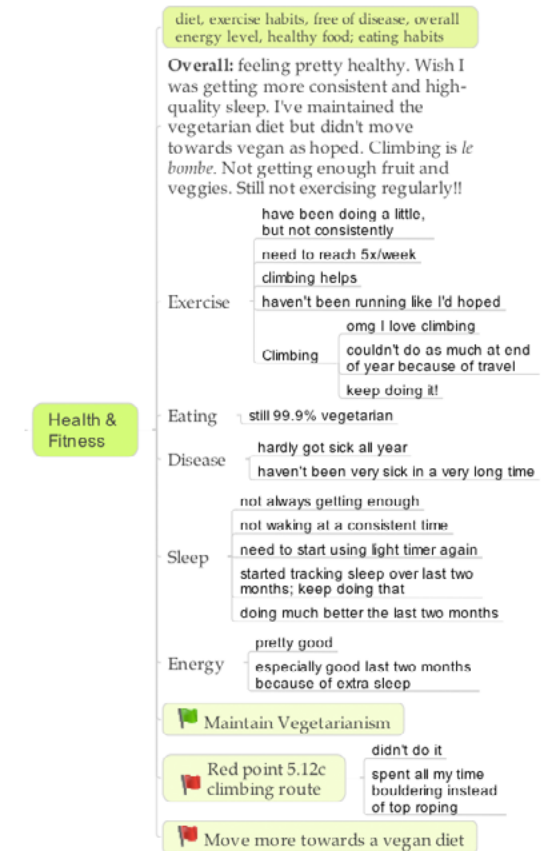 diet, exercise habits, free of disease, overall
energy level, healthy food; eating habits
Overall: feeling pretty healthy. Wish I
was getting more consistent and high-
quality sleep. I've maintained the
vegetarian diet but didn't move
towards vegan as hoped. Climbing is le
bombe. Not getting enough fruit and
veggies. Still not exercising regularly!!
Health &
Fitness
Exercise
have been doing a little,
but not consistently
need to reach 5x/week
climbing helps
haven't been running like I'd hoped
Climbing
omg I love climbing
couldn't do as much at end
of year because of travel
keep doing it!
Eating
still 99.9% vegetarian
Disease
hardly got sick all year
haven't been very sick in a very long time
Sleep
not always getting enough
not waking at a consistent time
need to start using light timer again
started tracking sleep over last two
months; keep doing that
doing much better the last two months
Energy
pretty good
especially good last two months
because of extra sleep
Maintain Vegetarianism
Red point 5.12c
climbing route
didn't do it
spent all my time
bouldering instead
of top roping
Move more towards a vegan diet